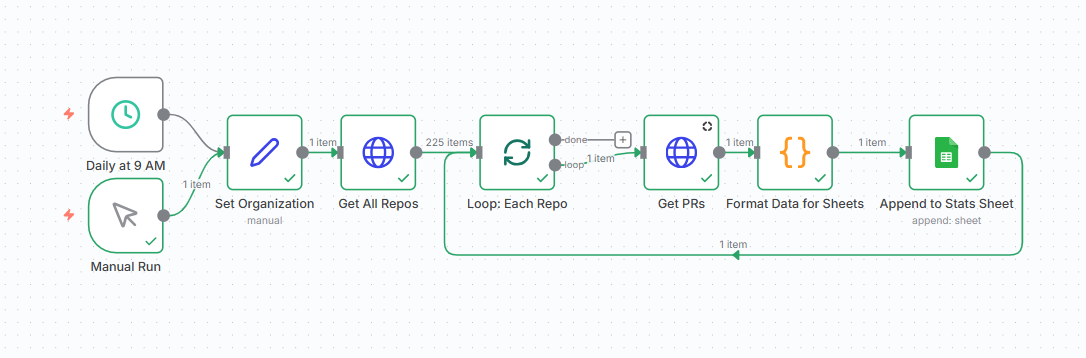 Daily at 9 AM
1 item
Manual Run
Set Organization
manual
1 item
Get All Repos
225 items
Loop: Each Repo
done
loop
1 item
Get PRs
1 item
Format Data for Sheets
1 item
Append to Stats Sheet
append: sheet
1 item